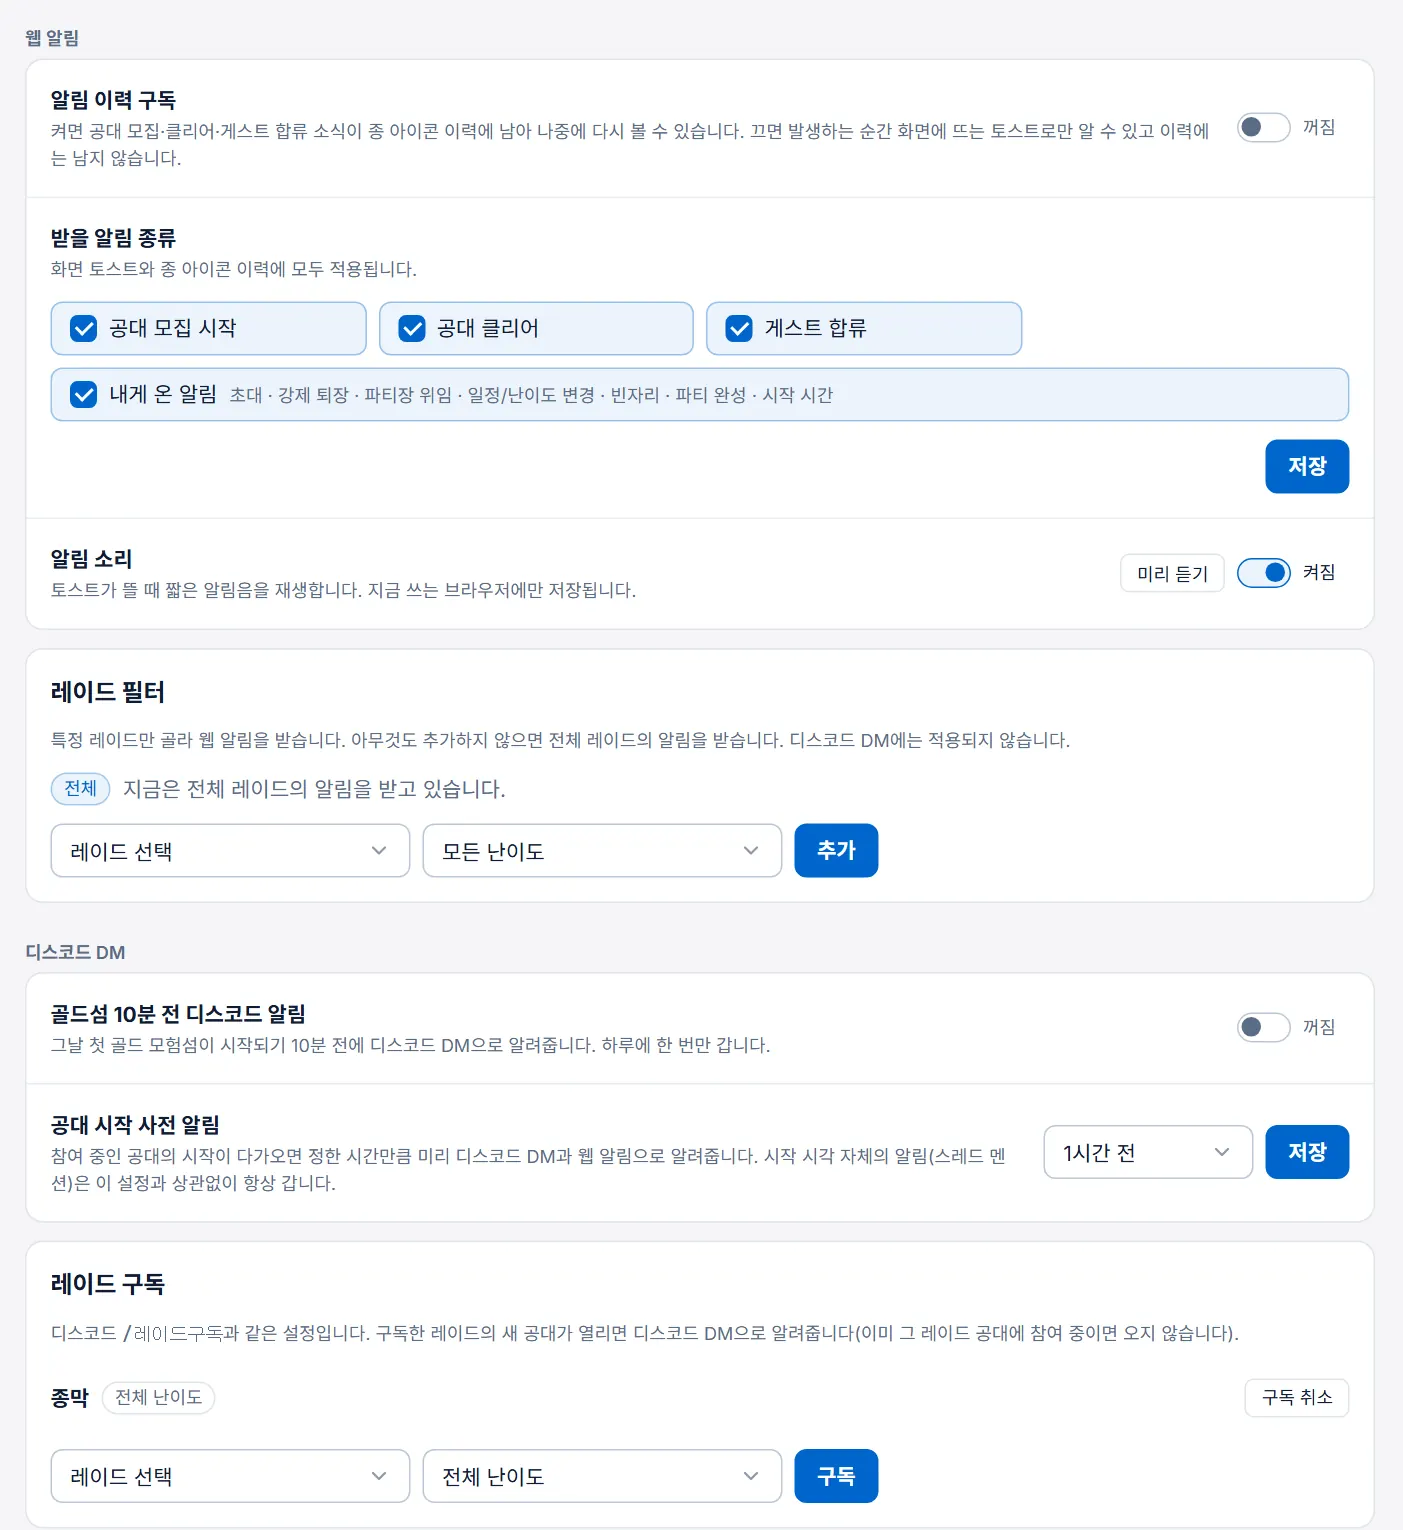 웹 알림
알림 이력 구독
켜면 공대 모집·클리어·게스트 합류 소식이 종 아이콘 이력에 남아 나중에 다시 볼 수 있습니다. 끄면 발생하는 순간 화면에 뜨는 토스트로만 알 수 있고 이력에
는 남지 않습니다.
꺼짐
받을 알림 종류
화면 토스트와 종 아이콘 이력에 모두 적용됩니다.
공대 모집 시작
공대 클리어
게스트 합류
내게 온 알림 초대 · 강제 퇴장 · 파티장 위임 · 일정/난이도 변경 · 빈자리 · 파티 완성 · 시작 시간
저장
알림 소리
토스트가 뜰 때 짧은 알림음을 재생합니다. 지금 쓰는 브라우저에만 저장됩니다.
미리 듣기
켜짐
레이드 필터
특정 레이드만 골라 웹 알림을 받습니다. 아무것도 추가하지 않으면 전체 레이드의 알림을 받습니다. 디스코드 DM에는 적용되지 않습니다.
전체 지금은 전체 레이드의 알림을 받고 있습니다.
레이드 선택
모든 난이도
추가
디스코드 DM
골드섬 10분 전 디스코드 알림
그날 첫 골드 모험섬이 시작되기 10분 전에 디스코드 DM으로 알려줍니다. 하루에 한 번만 갑니다.
꺼짐
공대 시작 사전 알림
참여 중인 공대의 시작이 다가오면 정한 시간만큼 미리 디스코드 DM과 웹 알림으로 알려줍니다. 시작 시각 자체의 알림(스레드 멘
션)은 이 설정과 상관없이 항상 갑니다.
1시간 전
저장
레이드 구독
디스코드 /레이드구독과 같은 설정입니다. 구독한 레이드의 새 공대가 열리면 디스코드 DM으로 알려줍니다(이미 그 레이드 공대에 참여 중이면 오지 않습니다).
종막 전체 난이도
구독 취소
레이드 선택
전체 난이도
구독